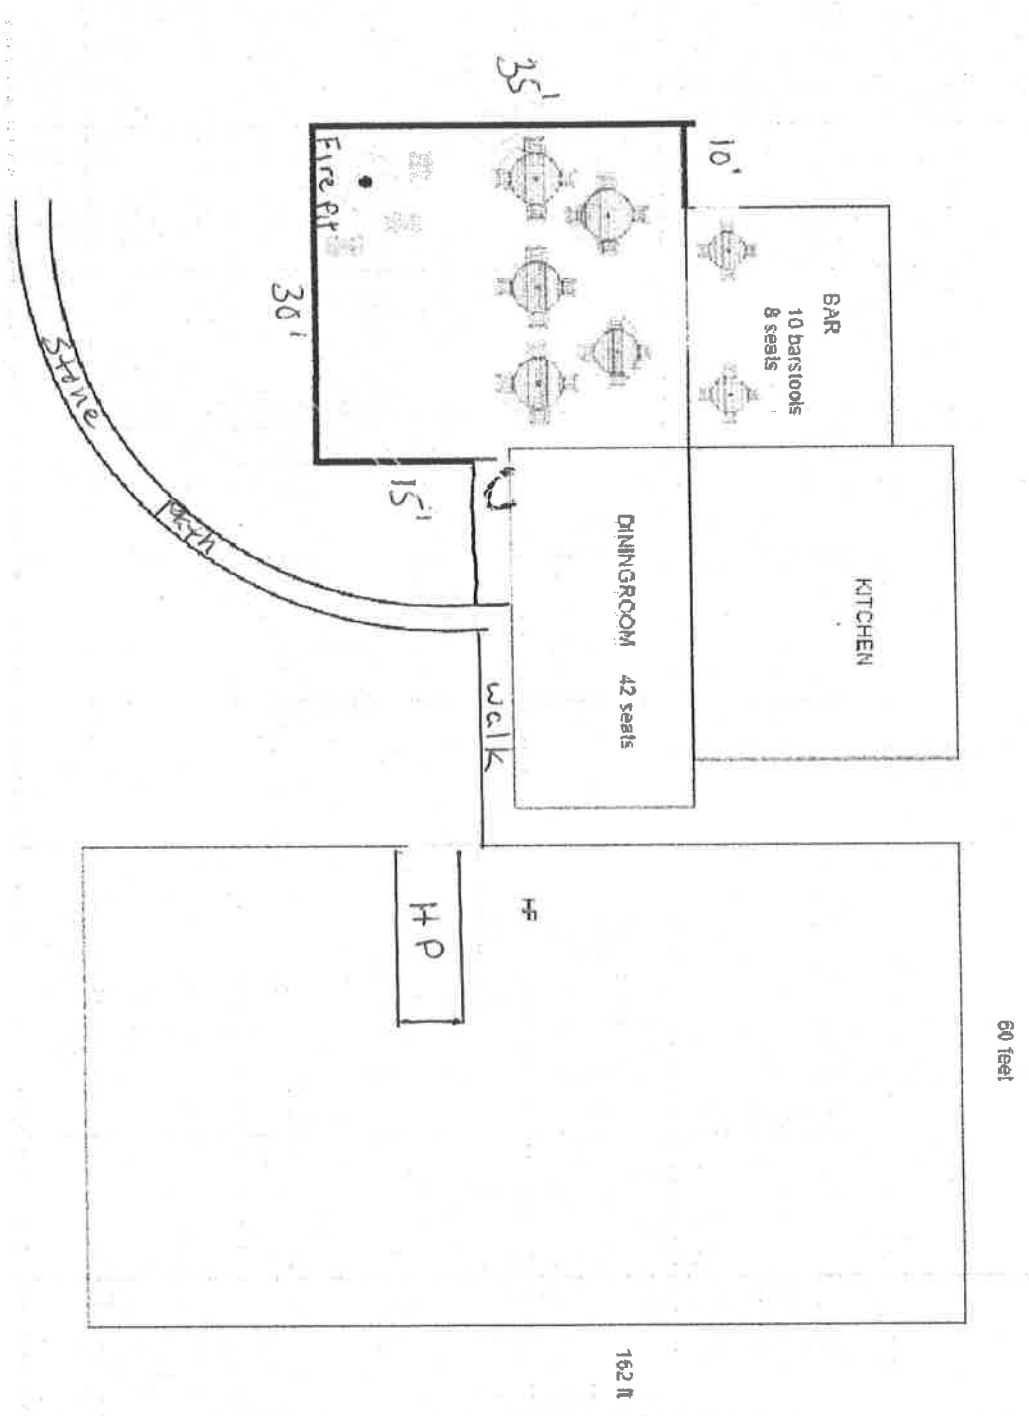 35'
10'
Fire Pit
30'
15'
BAR
10 barstools
8 seats
KITCHEN
DININGROOM 42 seats
Stone
Path
Walk
HP
HP
60 feet
162 ft